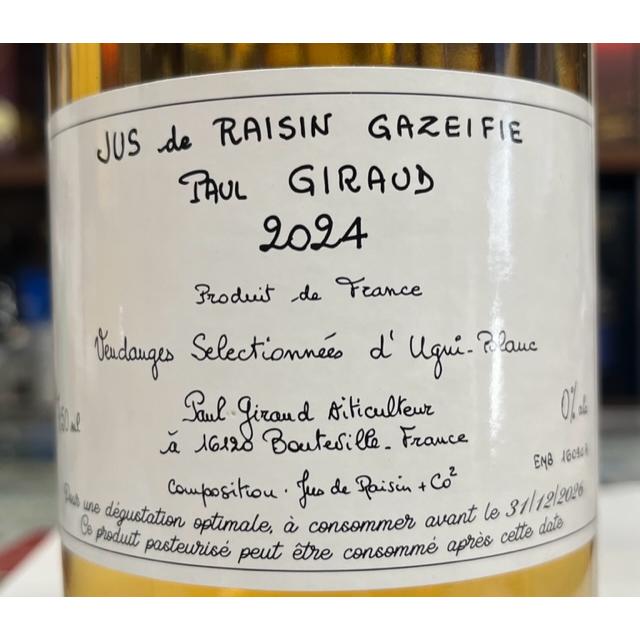 JUS de RAISIN GAZEIFIE
PAUL GIRAUD
2024
Produit de France
Vendanges Selectionnées d'Ugni-Blanc
Paul Giraud Viticulteur
à 16120 Bouteville - France
0% alc
Composition. Jus de Raisin + Co²
Pour une dégustation optimale, à consommer avant le 31/12/2026
Ce produit pasteurisé peut être consommé après cette date